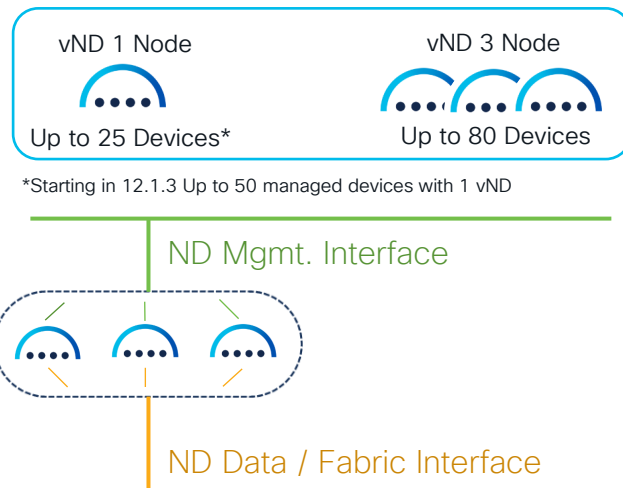 vND 1 Node
vND 3 Node
Up to 25 Devices*
Up to 80 Devices
*Starting in 12.1.3 Up to 50 managed devices with 1 vND
ND Mgmt. Interface
ND Data / Fabric Interface